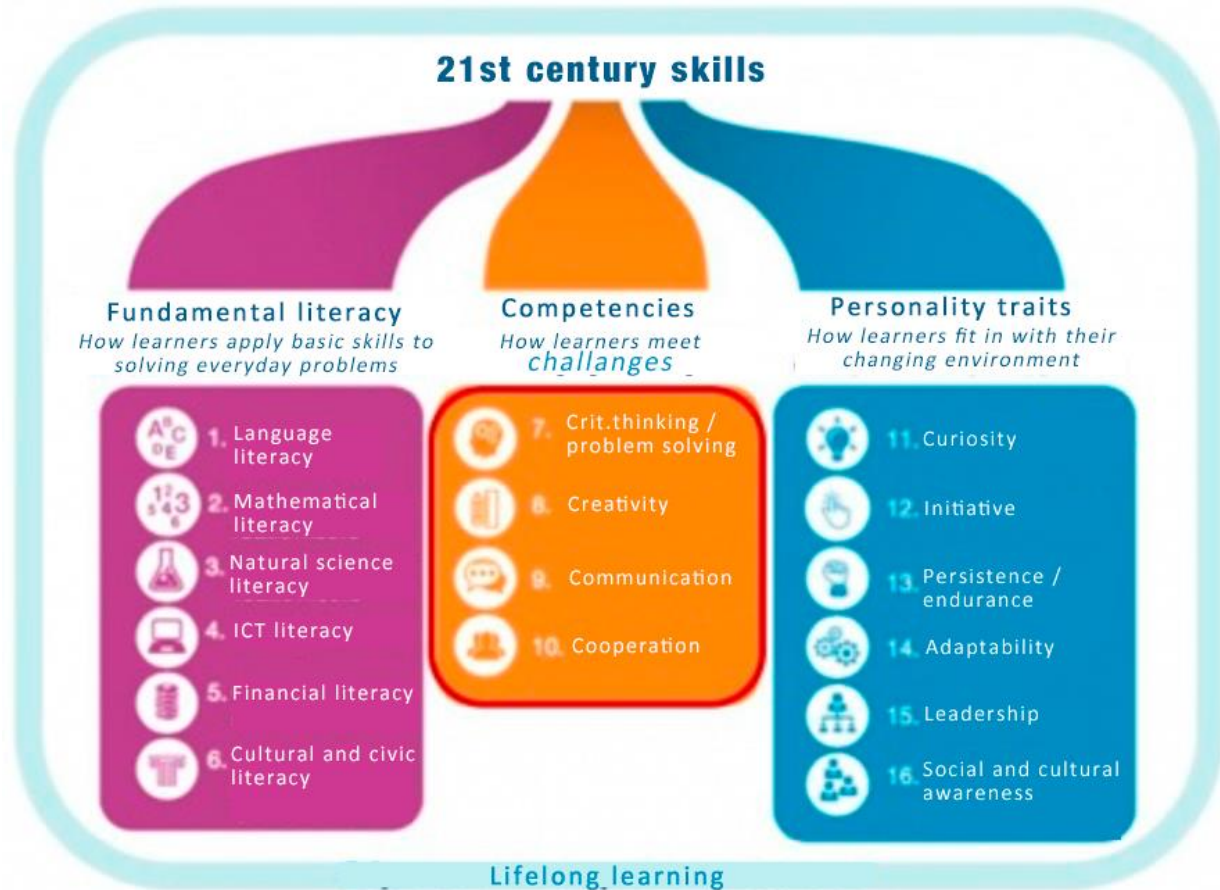 21st century skills
Fundamental literacy
How learners apply basic skills to
solving everyday problems
1. Language
literacy
2. Mathematical
literacy
3. Natural science
literacy
4. ICT literacy
5. Financial literacy
6. Cultural and civic
literacy
Competencies
How learners meet
challanges
7. Crit.thinking /
problem solving
8. Creativity
9. Communication
10. Cooperation
Personality traits
How learners fit in with their
changing environment
11. Curiosity
12. Initiative
13. Persistence /
endurance
14. Adaptability
15. Leadership
16. Social and cultural
awareness
Lifelong learning